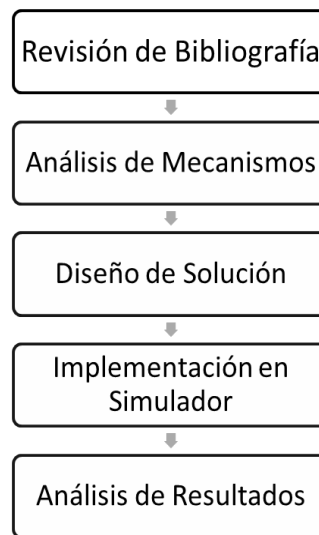 Revisión de Bibliografía
Análisis de Mecanismos
Diseño de Solución
Implementación en
Simulador
Análisis de Resultados